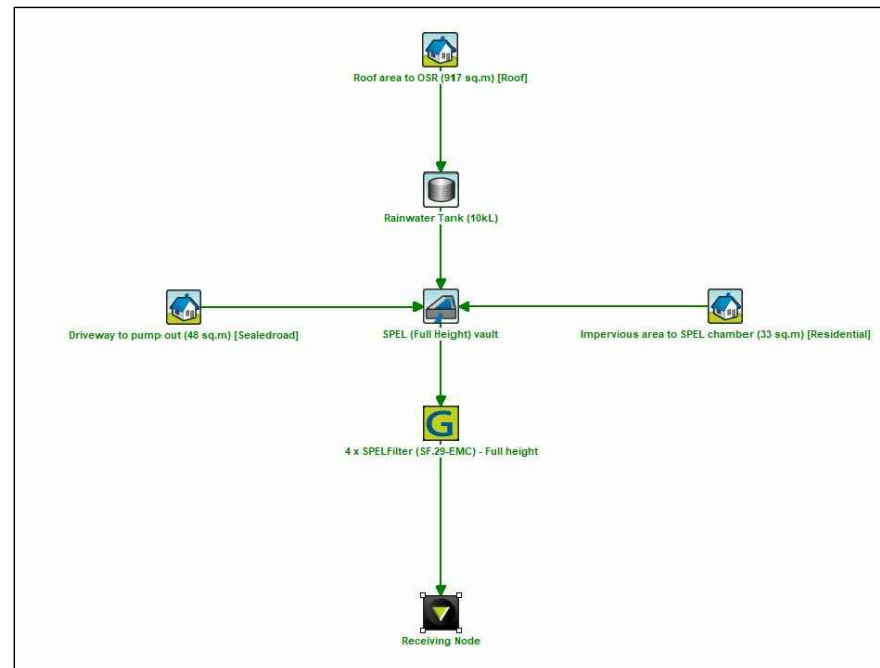 Roof area to OSR (917 sq.m) [Roof]
Rainwater Tank (10kL)
Driveway to pump out (48 sq.m) [Sealedroad]
SPEL (Full Height) vault
Impervious area to SPEL chamber (33 sq.m) [Residential]
G
4 x SPELFilter (SF.29-EMC) - Full height
Receiving Node